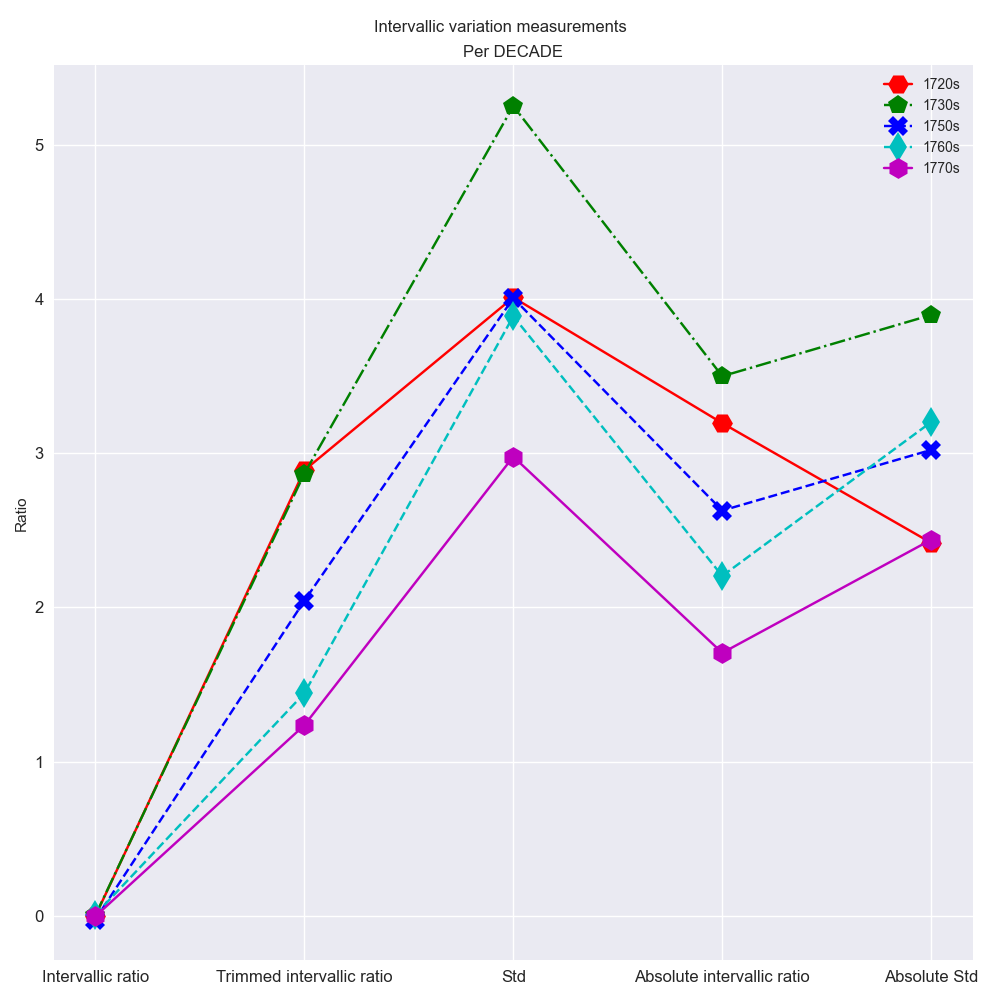 Intervallic variation measurements
Per DECADE
1720s
1730s
1750s
1760s
1770s
5
4
3
2
1
0
Ratio
Intervallic ratio
Trimmed intervallic ratio
Std
Absolute intervallic ratio
Absolute Std